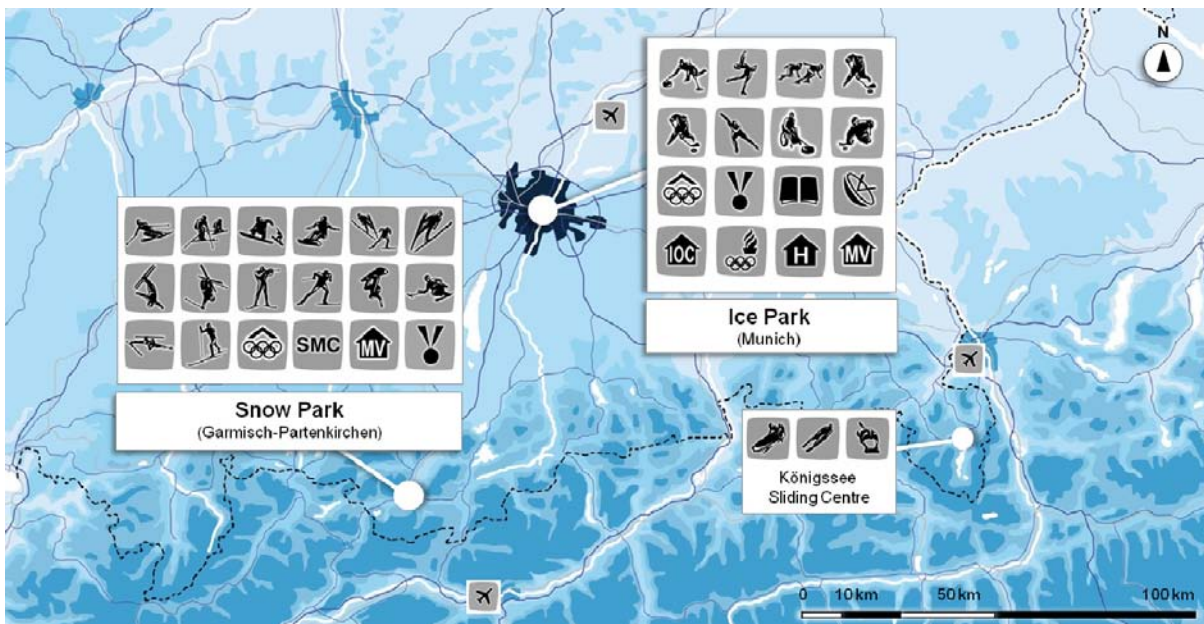 N
IOC
H
MV
Ice Park
(Munich)
SMC
MV
Snow Park
(Garmisch-Partenkirchen)
Königssee
Sliding Centre
0 10 km 50 km 100 km